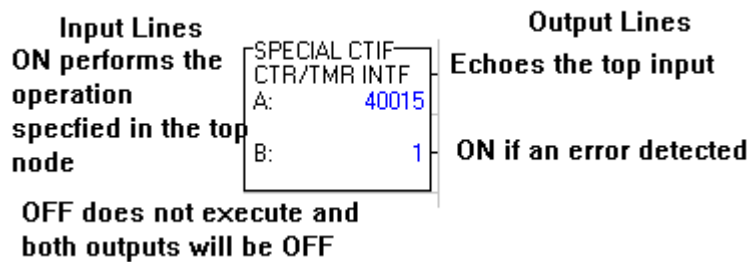 Input Lines
ON performs the
operation
specfied in the top
node
SPECIAL CTIF
CTR/TMR INTF
A: 40015
B: 1
Output Lines
Echoes the top input
ON if an error detected
OFF does not execute and
both outputs will be OFF